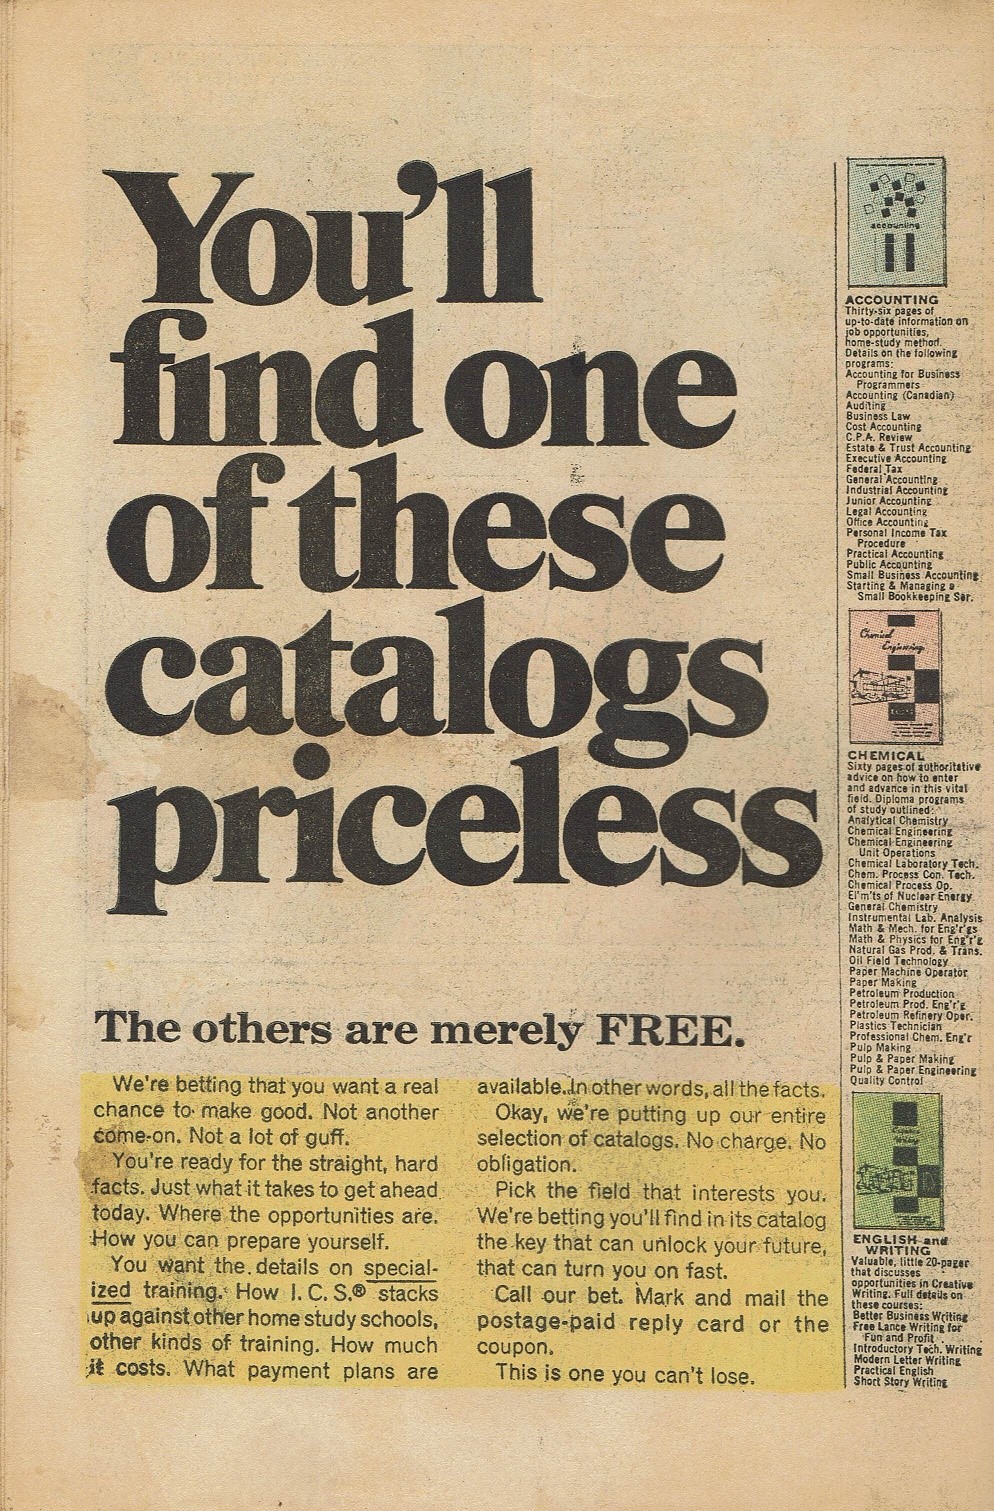 You'll
find one
of these
catalogs
priceless
The others are merely FREE.
We're betting that you want a real
chance to make good. Not another
come-on. Not a lot of guff.
You're ready for the straight, hard
facts. Just what it takes to get ahead
today. Where the opportunities are.
How you can prepare yourself.
You want the details on special-
ized training. How I. C. S.® stacks
up against other home study schools,
other kinds of training. How much
it costs. What payment plans are
available. In other words, all the facts.
Okay, we're putting up our entire
selection of catalogs. No charge. No
obligation.
Pick the field that interests you.
We're betting you'll find in its catalog
the key that can unlock your future,
that can turn you on fast.
Call our bet. Mark and mail the
postage-paid reply card or the
coupon.
This is one you can't lose.
accounting
ACCOUNTING
Thirty-six pages of
up-to-date information on
job opportunities,
home-study method.
Details on the following
programs:
Accounting for Business
Programmers
Accounting (Canadian)
Auditing
Business Law
Cost Accounting
C.P.A. Review
Estate & Trust Accounting
Executive Accounting
Federal Tax
General Accounting
Industrial Accounting
Junior Accounting
Legal Accounting
Office Accounting
Personal Income Tax
Procedure
Practical Accounting
Public Accounting
Small Business Accounting
Starting & Managing a
Small Bookkeeping Ser.
Chemical
Engineering
CHEMICAL
Sixty pages of authoritative
advice on how to enter
and advance in this vital
field. Diploma programs
of study outlined:
Analytical Chemistry
Chemical Engineering
Chemical Engineering
Unit Operations
Chemical Laboratory Tech.
Chem. Process Con. Tech.
Chemical Process Op.
El'm'ts of Nuclear Energy
General Chemistry
Instrumental Lab. Analysis
Math & Mech. for Eng'r'gs
Math & Physics for Eng'r'g
Natural Gas Prod. & Trans.
Oil Field Technology
Paper Machine Operator
Paper Making
Petroleum Production
Petroleum Prod. Eng'r'g
Petroleum Refinery Oper.
Plastics Technician
Professional Chem. Eng'r
Pulp Making
Pulp & Paper Making
Pulp & Paper Engineering
Quality Control
ENGLISH and
WRITING
Valuable, little 20-pager
that discusses
opportunities in Creative
Writing. Full details on
these courses:
Better Business Writing
Free Lance Writing for
Fun and Profit
Introductory Tech. Writing
Modern Letter Writing
Practical English
Short Story Writing